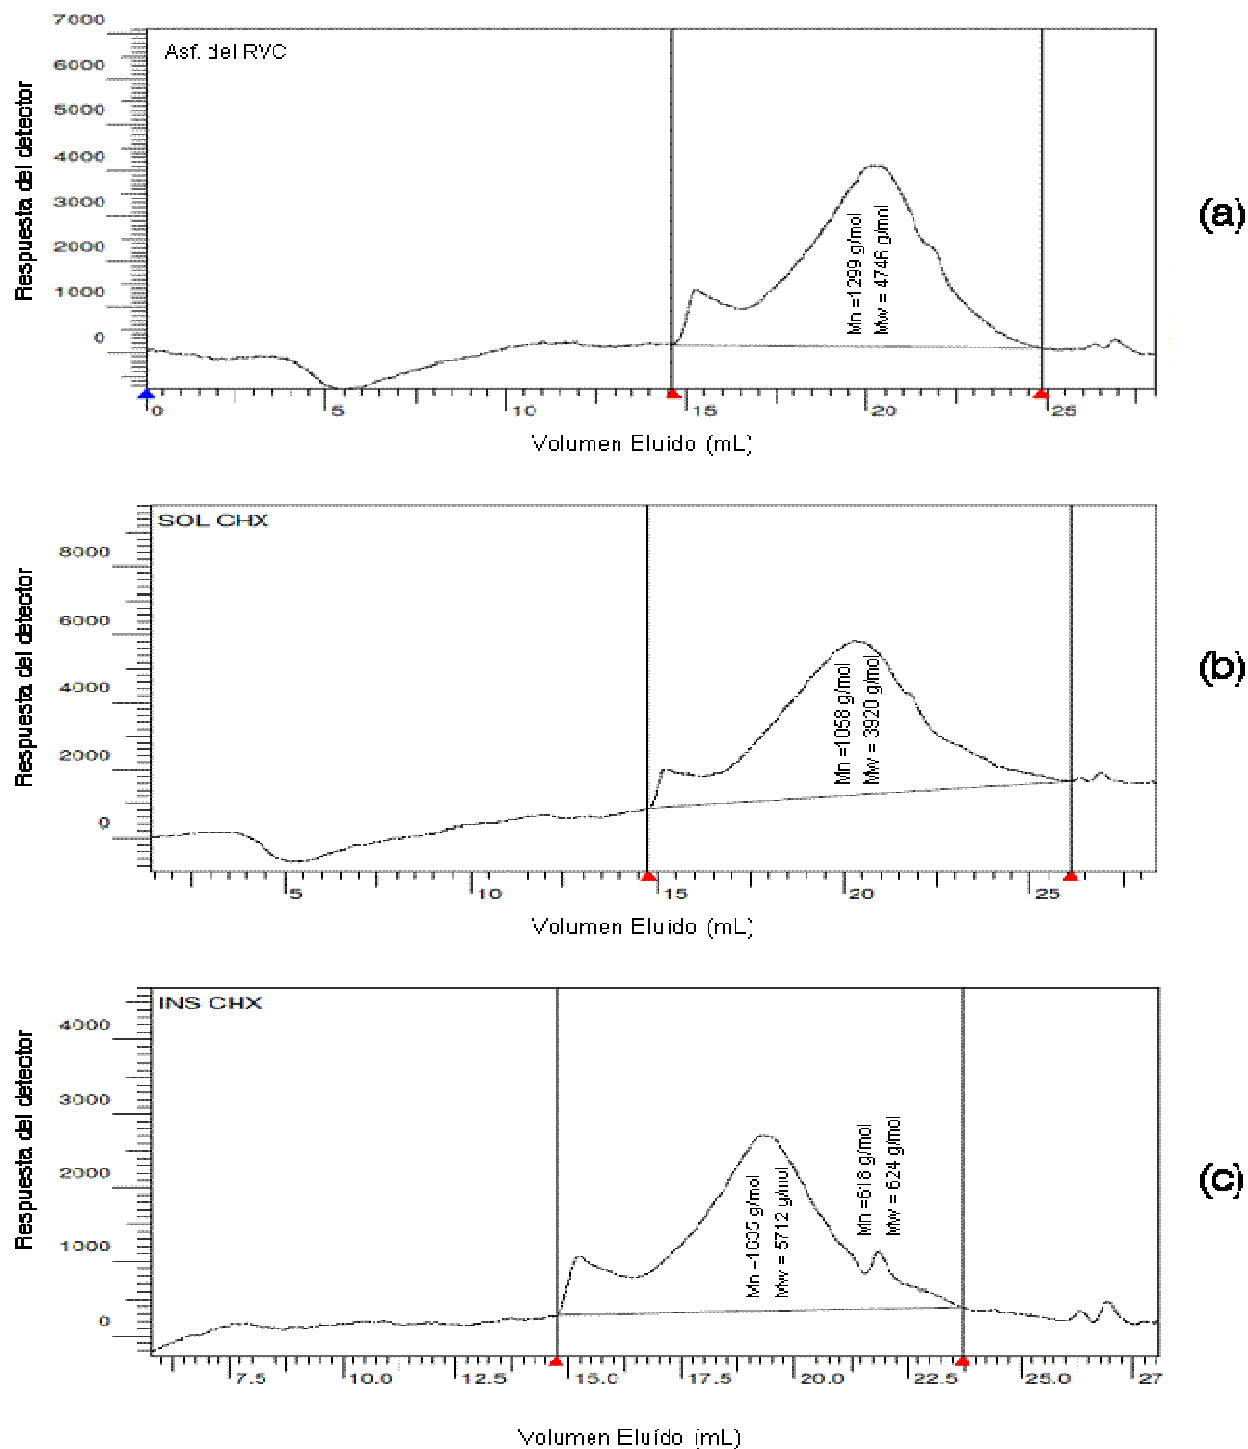 7000
6000
5000
4000
3000
2000
1000
0
Respuesta del detector
Asf. del RVC
Mn =1299 g/mol
Mw = 4746 g/mol
(a)
0
5
10
15
20
25
Volumen Eluído (mL)
8000
6000
4000
2000
0
Respuesta del detector
SOL CHX
Mn =1058 g/mol
Mw = 3920 g/mol
(b)
5
10
15
20
25
Volumen Eluído (mL)
4000
3000
2000
1000
0
Respuesta del detector
INS CHX
g/mol
Mw = 5712 g/mol
Mn =618 g/mol
Mw = 624 g/mol
(c)
7.5
10.0
12.5
15.0
17.5
20.0
22.5
25.0
27
Volumen Eluído (mL)